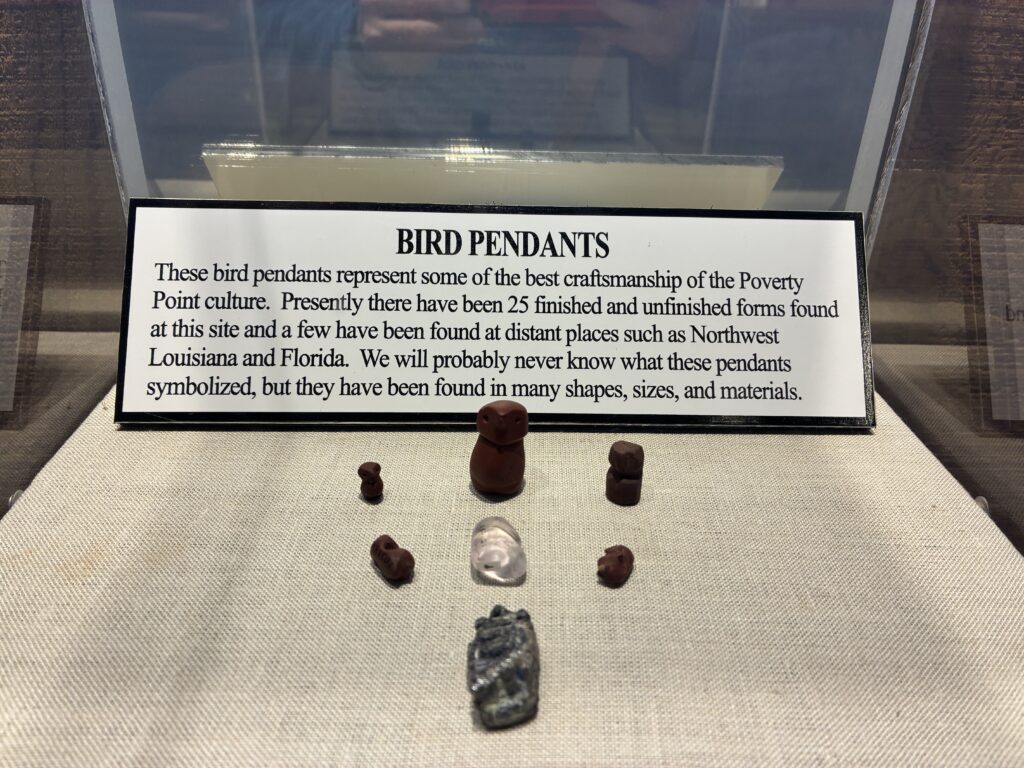 BIRD PENDANTS
These bird pendants represent some of the best craftsmanship of the Poverty
Point culture.  Presently there have been 25 finished and unfinished forms found
at this site and a few have been found at distant places such as Northwest
Louisiana and Florida.  We will probably never know what these pendants
symbolized, but they have been found in many shapes, sizes, and materials.